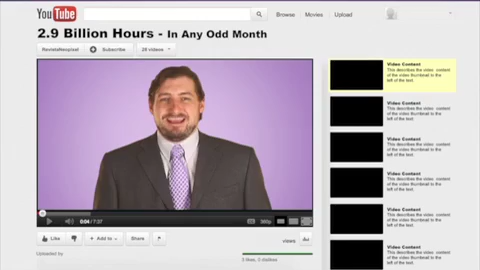 YouTube
Browse Movies Upload
2.9 Billion Hours - In Any Odd Month
Subscribe 28 videos
Video Content
This describes the video content
of the video thumbnail to the
left of the text.
Video Content
This describes the video content
of the video thumbnail to the
left of the text.
Video Content
This describes the video content
of the video thumbnail to the
left of the text.
Video Content
This describes the video content
of the video thumbnail to the
left of the text.
Video Content
This describes the video content
of the video thumbnail to the
left of the text.
Video Content
This describes the video content
of the video thumbnail to the
left of the text.
0:04 / 7:37 360p
Like Add to Share views
Uploaded by 0 likes, 0 dislikes